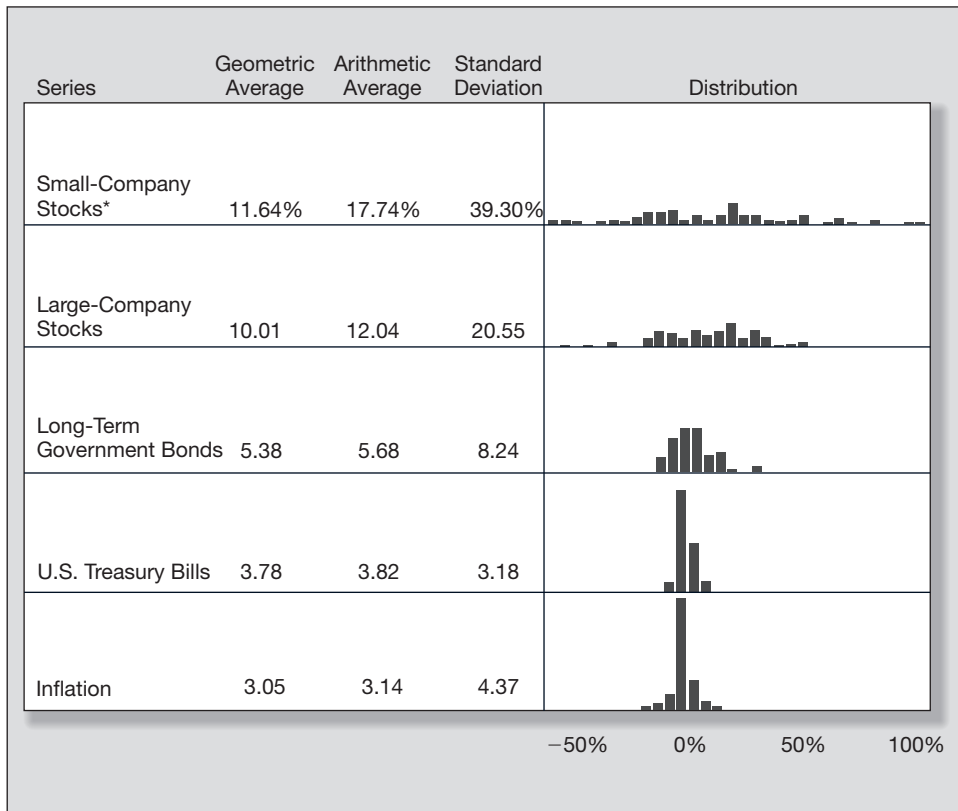 Geometric Arithmetic Standard
Series Average Average Deviation Distribution
Small-Company
Stocks* 11.64% 17.74% 39.30%
Large-Company
Stocks 10.01 12.04 20.55
Long-Term
Government Bonds 5.38 5.68 8.24
U.S. Treasury Bills 3.78 3.82 3.18
Inflation 3.05 3.14 4.37
−50% 0% 50% 100%